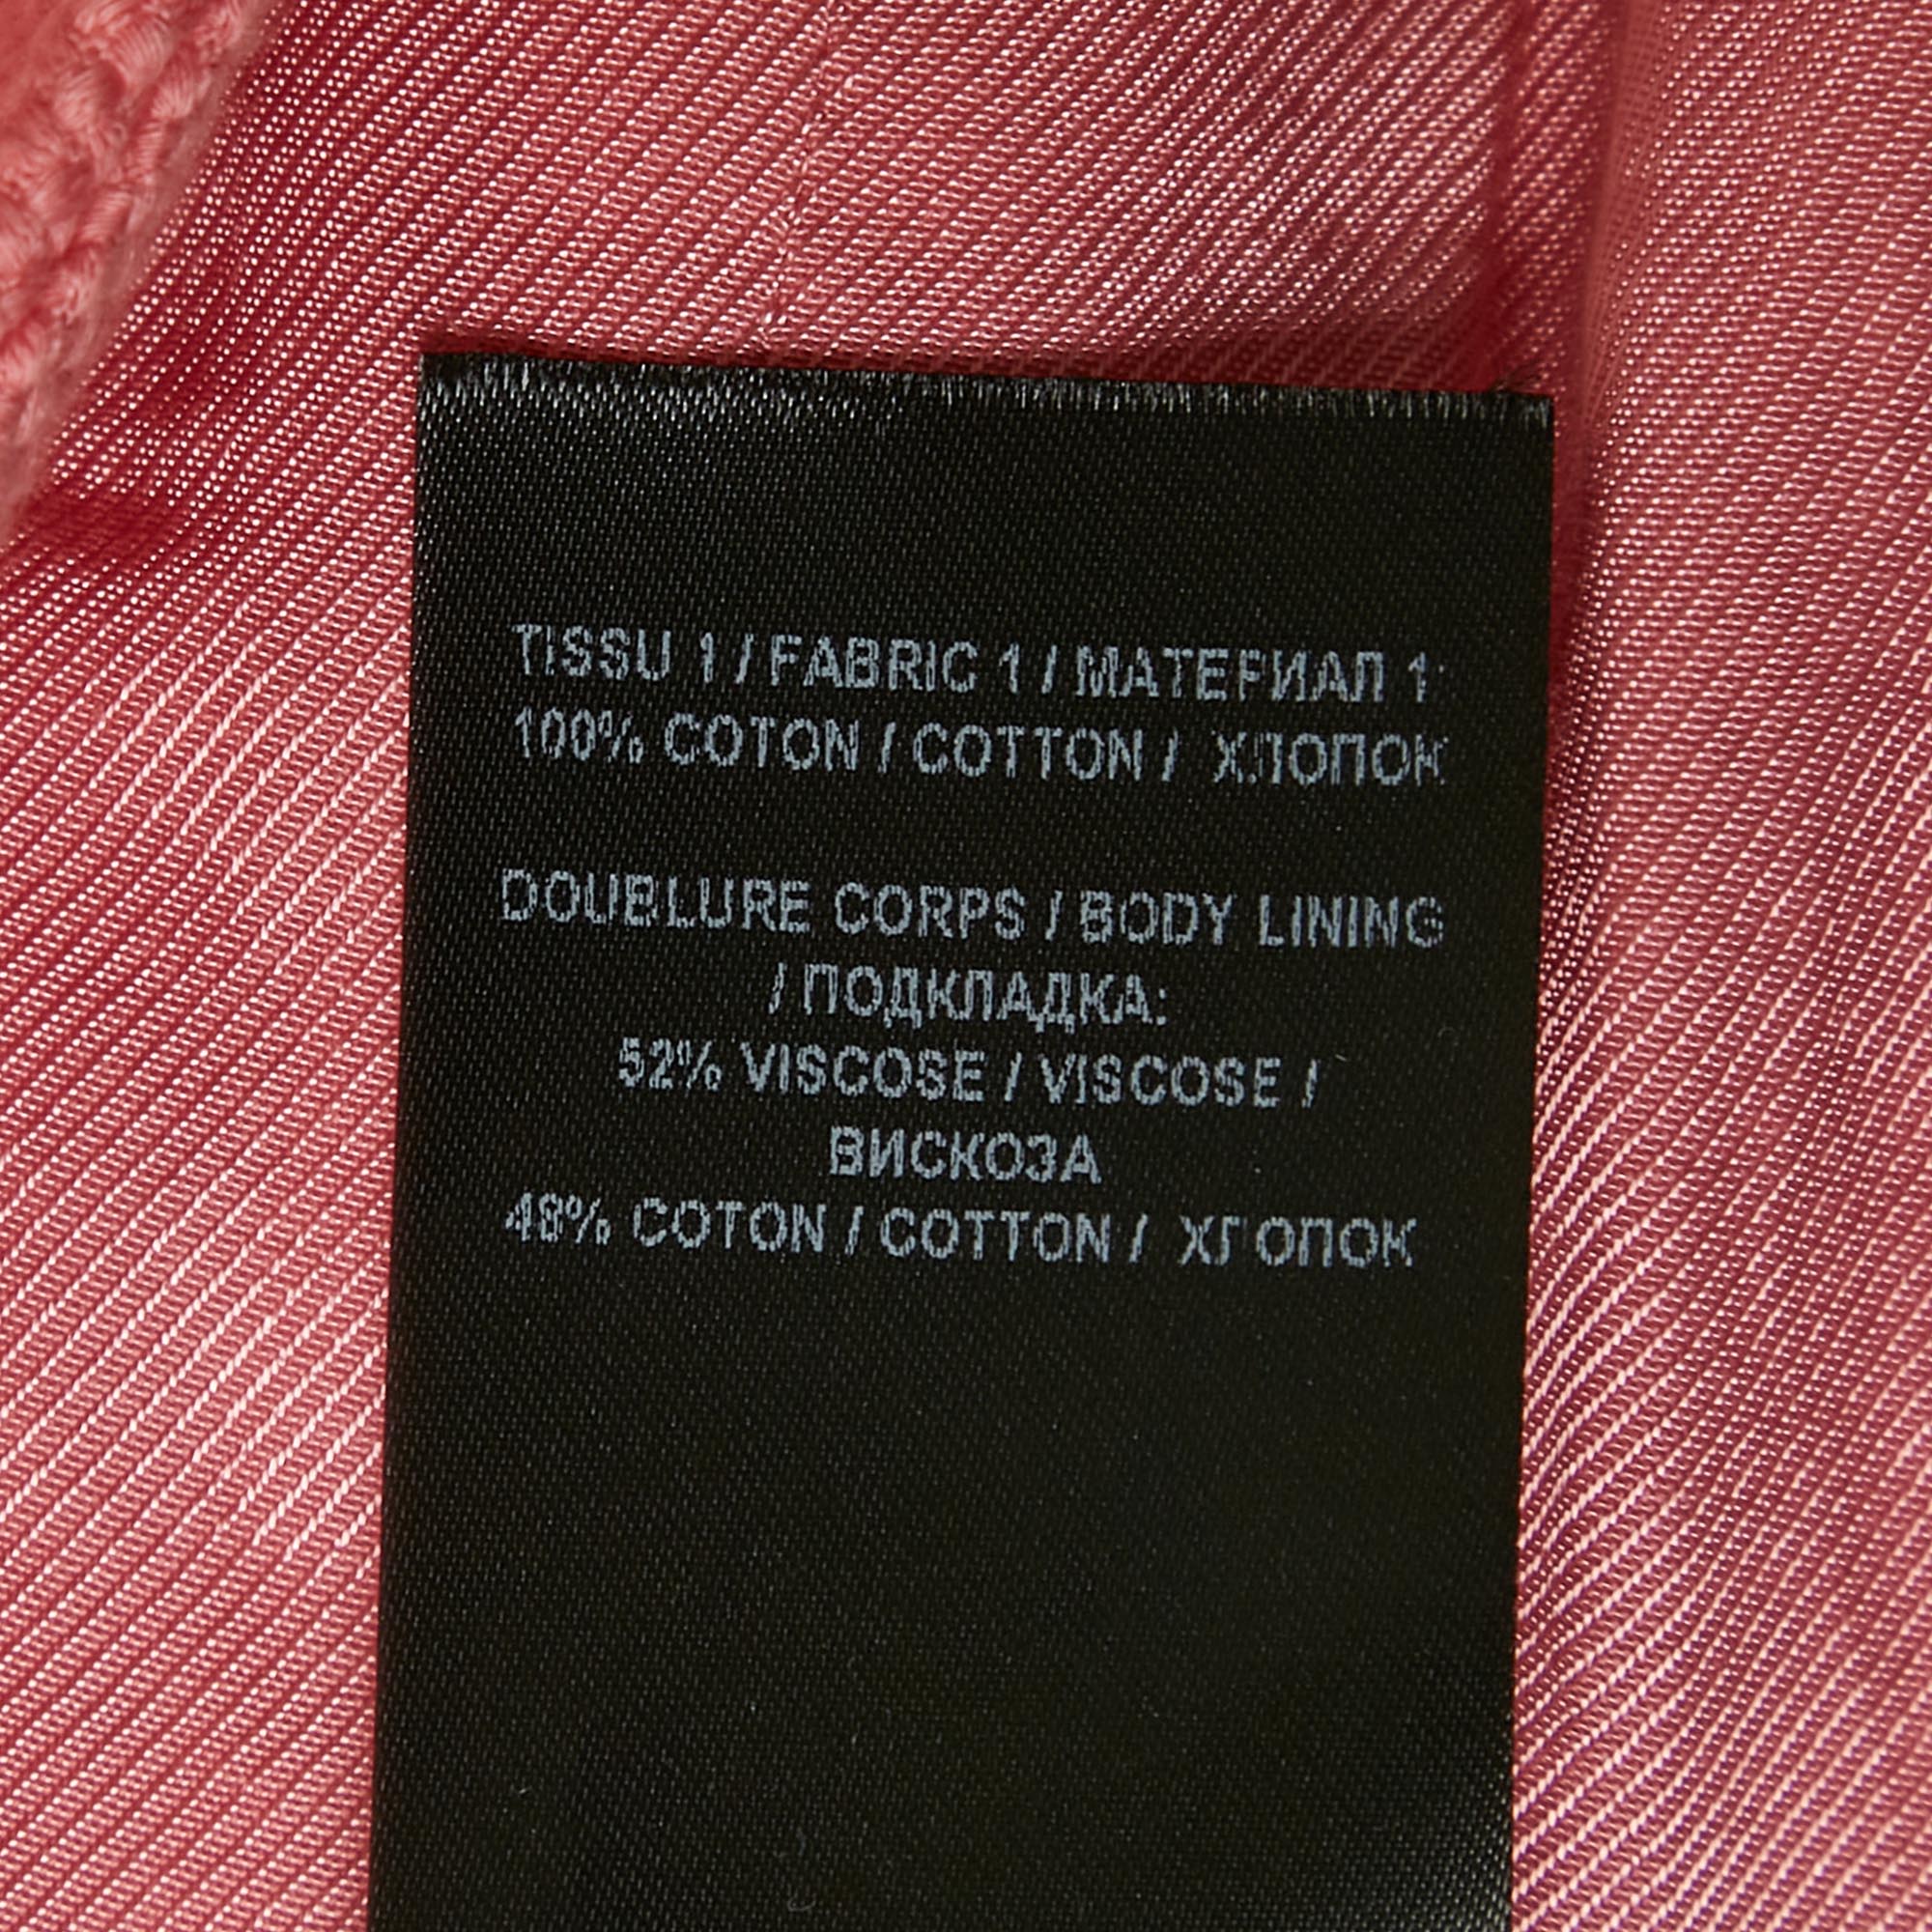 TISSU 1 / FABRIC 1 / МАТЕРИАЛ 1:
100% COTON / COTTON / ХЛОПОК
DOUBLURE CORPS / BODY LINING
/ ПОДКЛАДКА:
52% VISCOSE / VISCOSE /
ВИСКОЗА
48% COTON / COTTON / ХЛОПОК